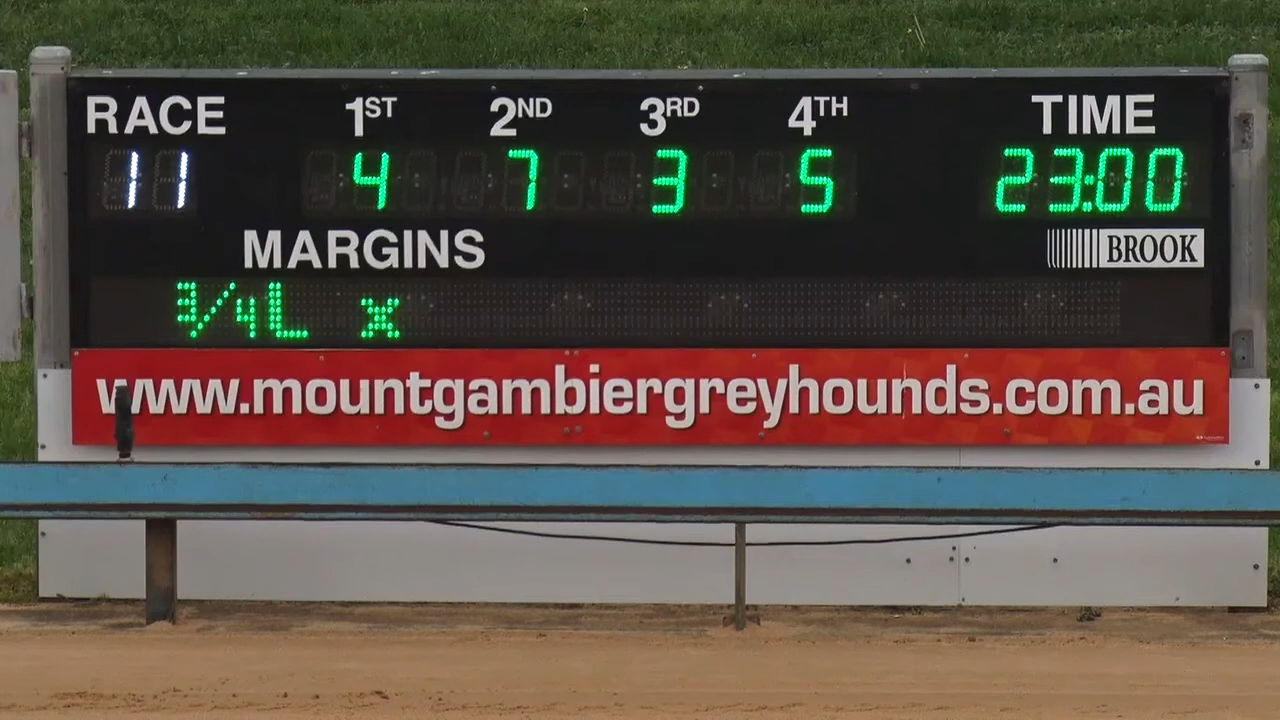 RACE 1ST 2ND 3RD 4TH TIME
11 4 7 3 5 23:00
MARGINS
BROOK
3/4L x
www.mountgambiergreyhounds.com.au